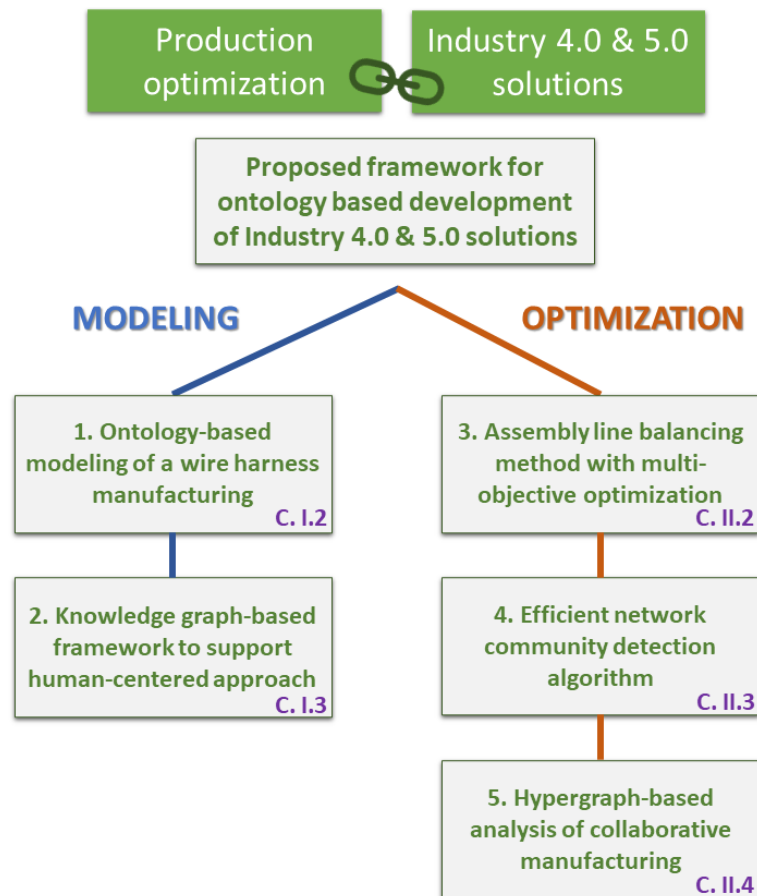 Production
optimization
Industry 4.0 & 5.0
solutions
Proposed framework for
ontology based development
of Industry 4.0 & 5.0 solutions
MODELING
OPTIMIZATION
1. Ontology-based
modeling of a wire harness
manufacturing
C. I.2
2. Knowledge graph-based
framework to support
human-centered approach
C. I.3
3. Assembly line balancing
method with multi-
objective optimization
C. II.2
4. Efficient network
community detection
algorithm
C. II.3
5. Hypergraph-based
analysis of collaborative
manufacturing
C. II.4